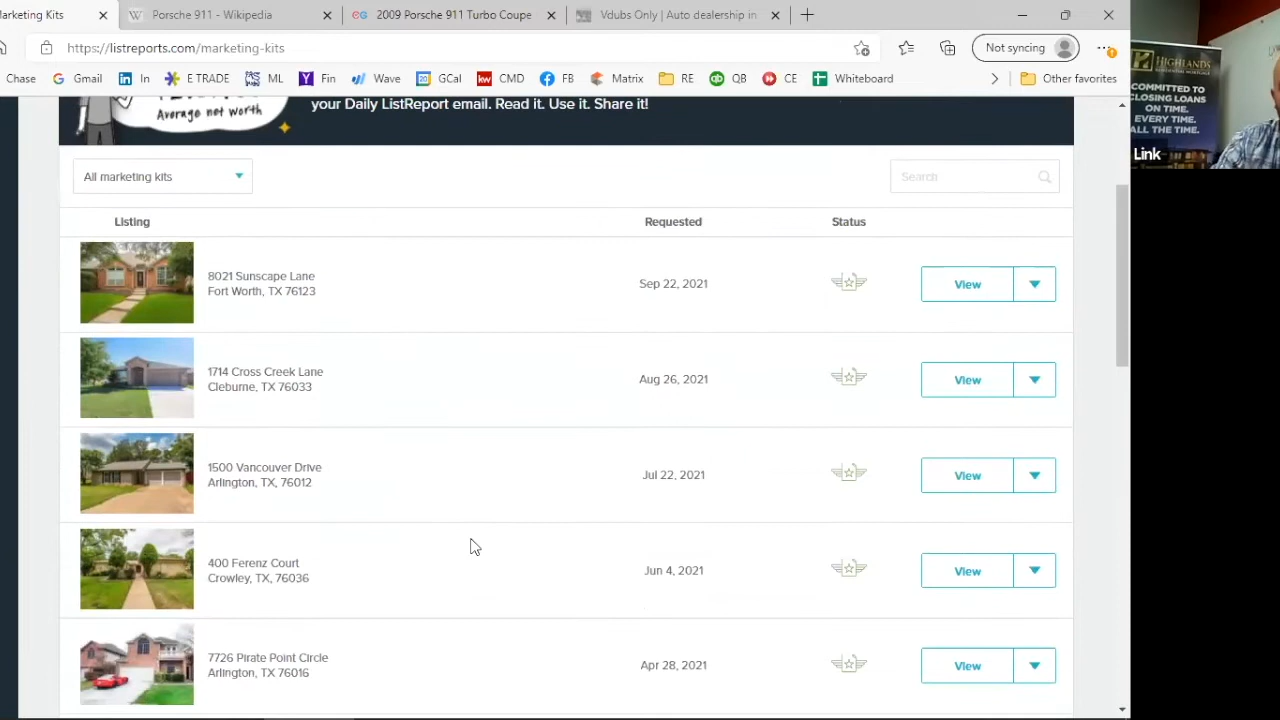 arketing Kits
Porsche 911 - Wikipedia
2009 Porsche 911 Turbo Coupe
Vdubs Only | Auto dealership in
https://listreports.com/marketing-kits
Not syncing
Chase
Gmail
In
E TRADE
ML
Fin
Wave
GCal
CMD
FB
Matrix
RE
QB
CE
Whiteboard
Other favorites
HIGHLANDS
RESIDENTIAL MORTGAGE
COMMITTED TO
CLOSING LOANS
ON TIME.
EVERY TIME.
ALL THE TIME.
Link
Average net worth
your Daily ListReport email. Read it. Use it. Share it!
All marketing kits
Search
Listing Requested Status
8021 Sunscape Lane
Fort Worth, TX 76123
Sep 22, 2021
View
1714 Cross Creek Lane
Cleburne, TX 76033
Aug 26, 2021
View
1500 Vancouver Drive
Arlington, TX, 76012
Jul 22, 2021
View
400 Ferenz Court
Crowley, TX, 76036
Jun 4, 2021
View
7726 Pirate Point Circle
Arlington, TX 76016
Apr 28, 2021
View